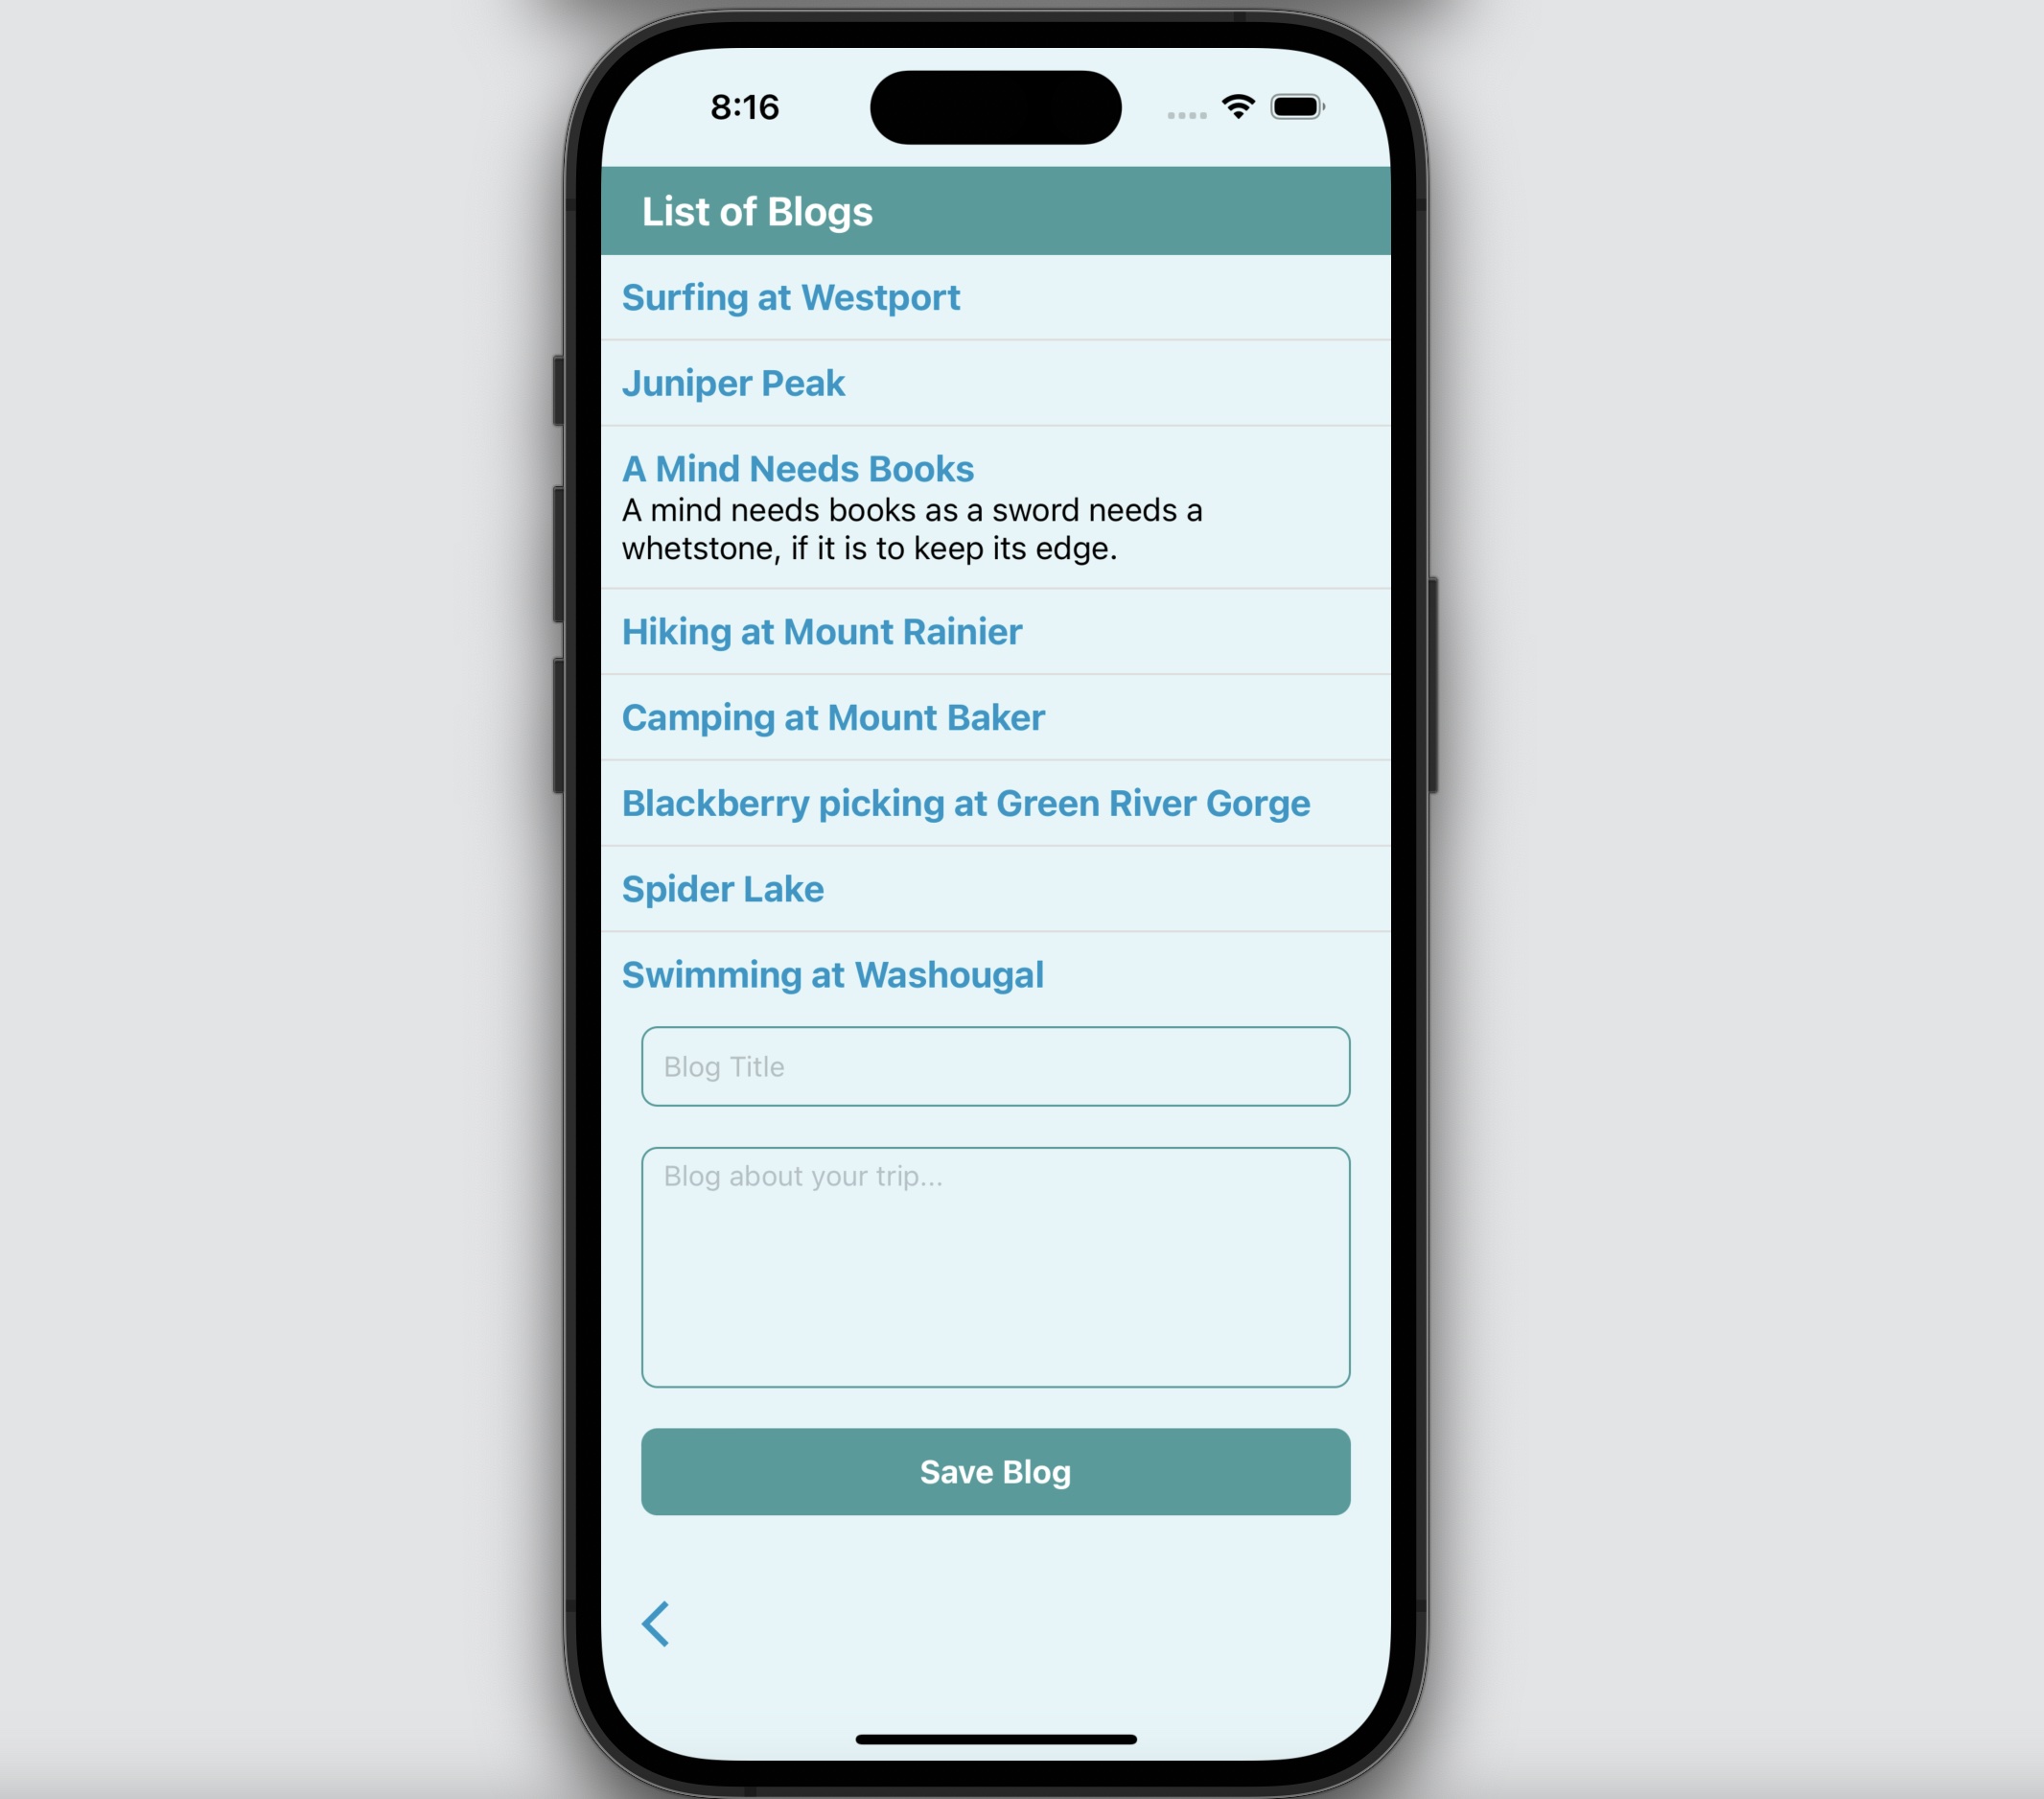 8:16
List of Blogs
Surfing at Westport
Juniper Peak
A Mind Needs Books
A mind needs books as a sword needs a
whetstone, if it is to keep its edge.
Hiking at Mount Rainier
Camping at Mount Baker
Blackberry picking at Green River Gorge
Spider Lake
Swimming at Washougal
Blog Title
Blog about your trip...
Save Blog